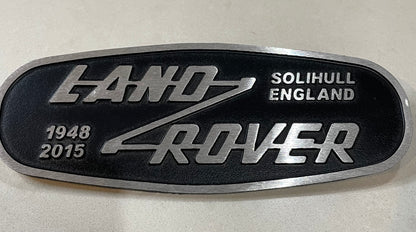 LAND
SOLIHULL
ENGLAND
1948
2015
ROVER